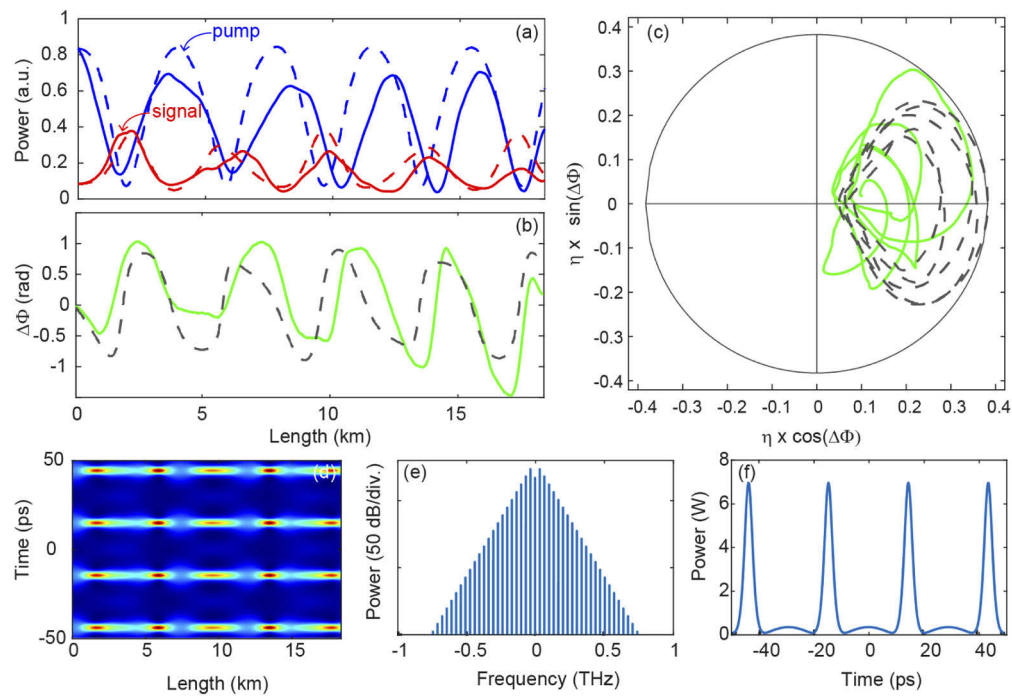 (a)
pump
signal
Power (a.u.)
1
0.8
0.6
0.4
0.2
0
(b)
ΔΦ (rad)
1
0.5
0
-0.5
-1
0 5 10 15
Length (km)
(c)
η x sin(ΔΦ)
0.4
0.3
0.2
0.1
0
-0.1
-0.2
-0.3
-0.4
-0.4 -0.3 -0.2 -0.1 0 0.1 0.2 0.3 0.4
η x cos(ΔΦ)
(d)
Time (ps)
50
0
-50
0 5 10 15
Length (km)
(e)
Power (50 dB/div.)
-1 -0.5 0 0.5 1
Frequency (THz)
(f)
Power (W)
8
6
4
2
0
-40 -20 0 20 40
Time (ps)